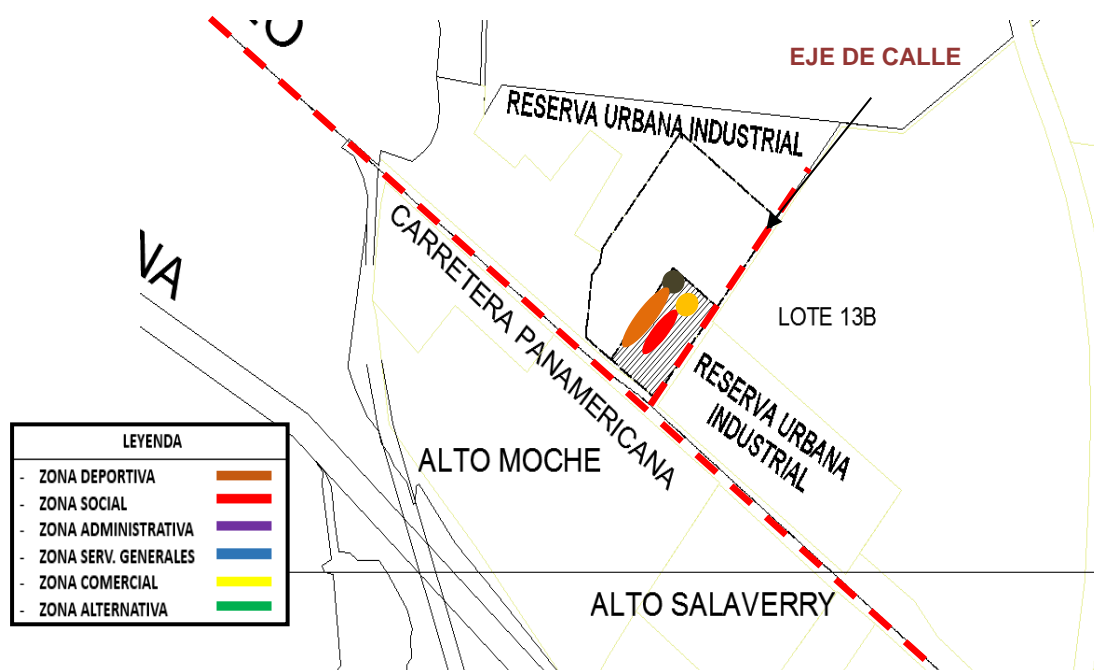 EJE DE CALLE
RESERVA URBANA INDUSTRIAL
CARRETERA PANAMERICANA
LOTE 13B
RESERVA URBANA
INDUSTRIAL
ALTO MOCHE
ALTO SALAVERRY
LEYENDA
- ZONA DEPORTIVA
- ZONA SOCIAL
- ZONA ADMINISTRATIVA
- ZONA SERV. GENERALES
- ZONA COMERCIAL
- ZONA ALTERNATIVA